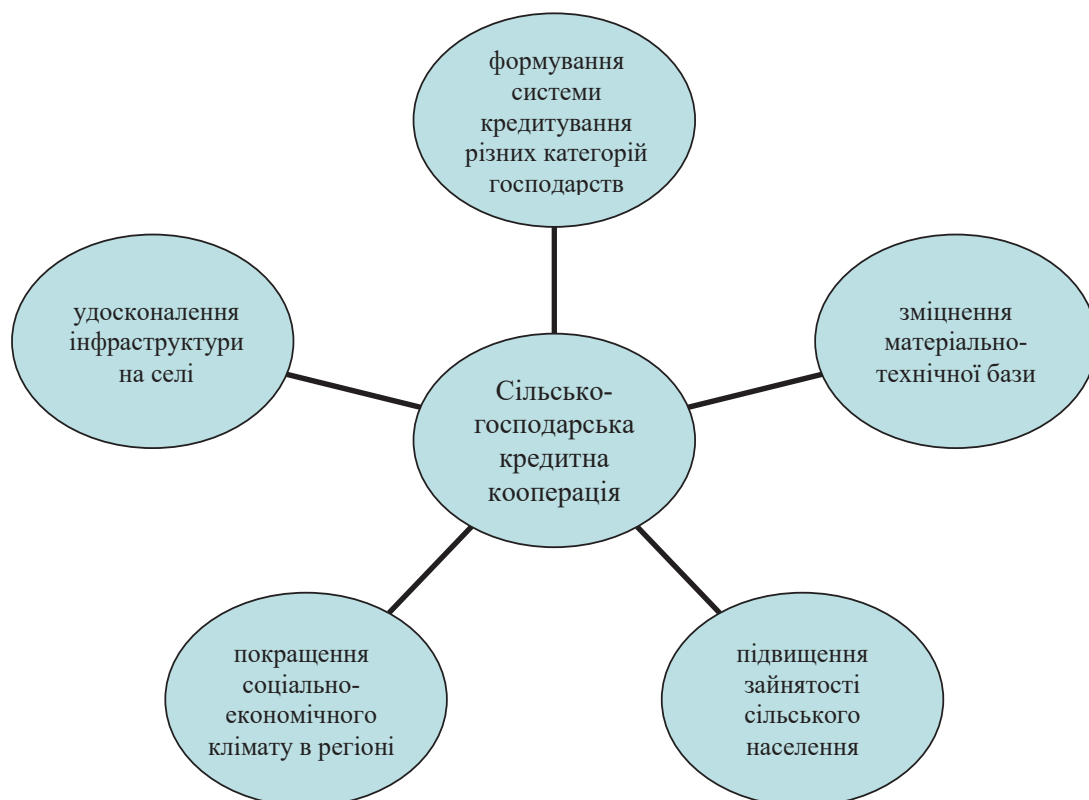 формування
системи
кредитування
різних категорій
господарств
удосконалення
інфраструктури
на селі
зміцнення
матеріально-
технічної бази
Сільсько-
господарська
кредитна
кооперація
покращення
соціально-
економічного
клімату в регіоні
підвищення
зайнятості
сільського
населення